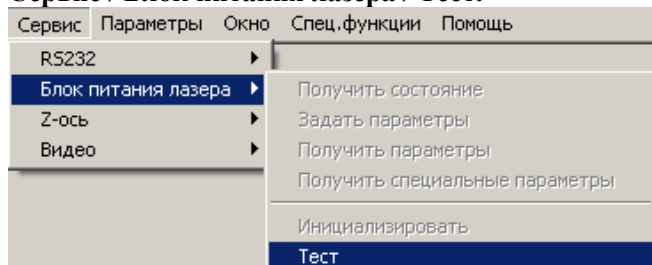 Сервис Параметры Окно Спец.функции Помощь
RS232
Блок питания лазера
Z-ось
Видео
Получить состояние
Задать параметры
Получить параметры
Получить специальные параметры
Инициализировать
Тест